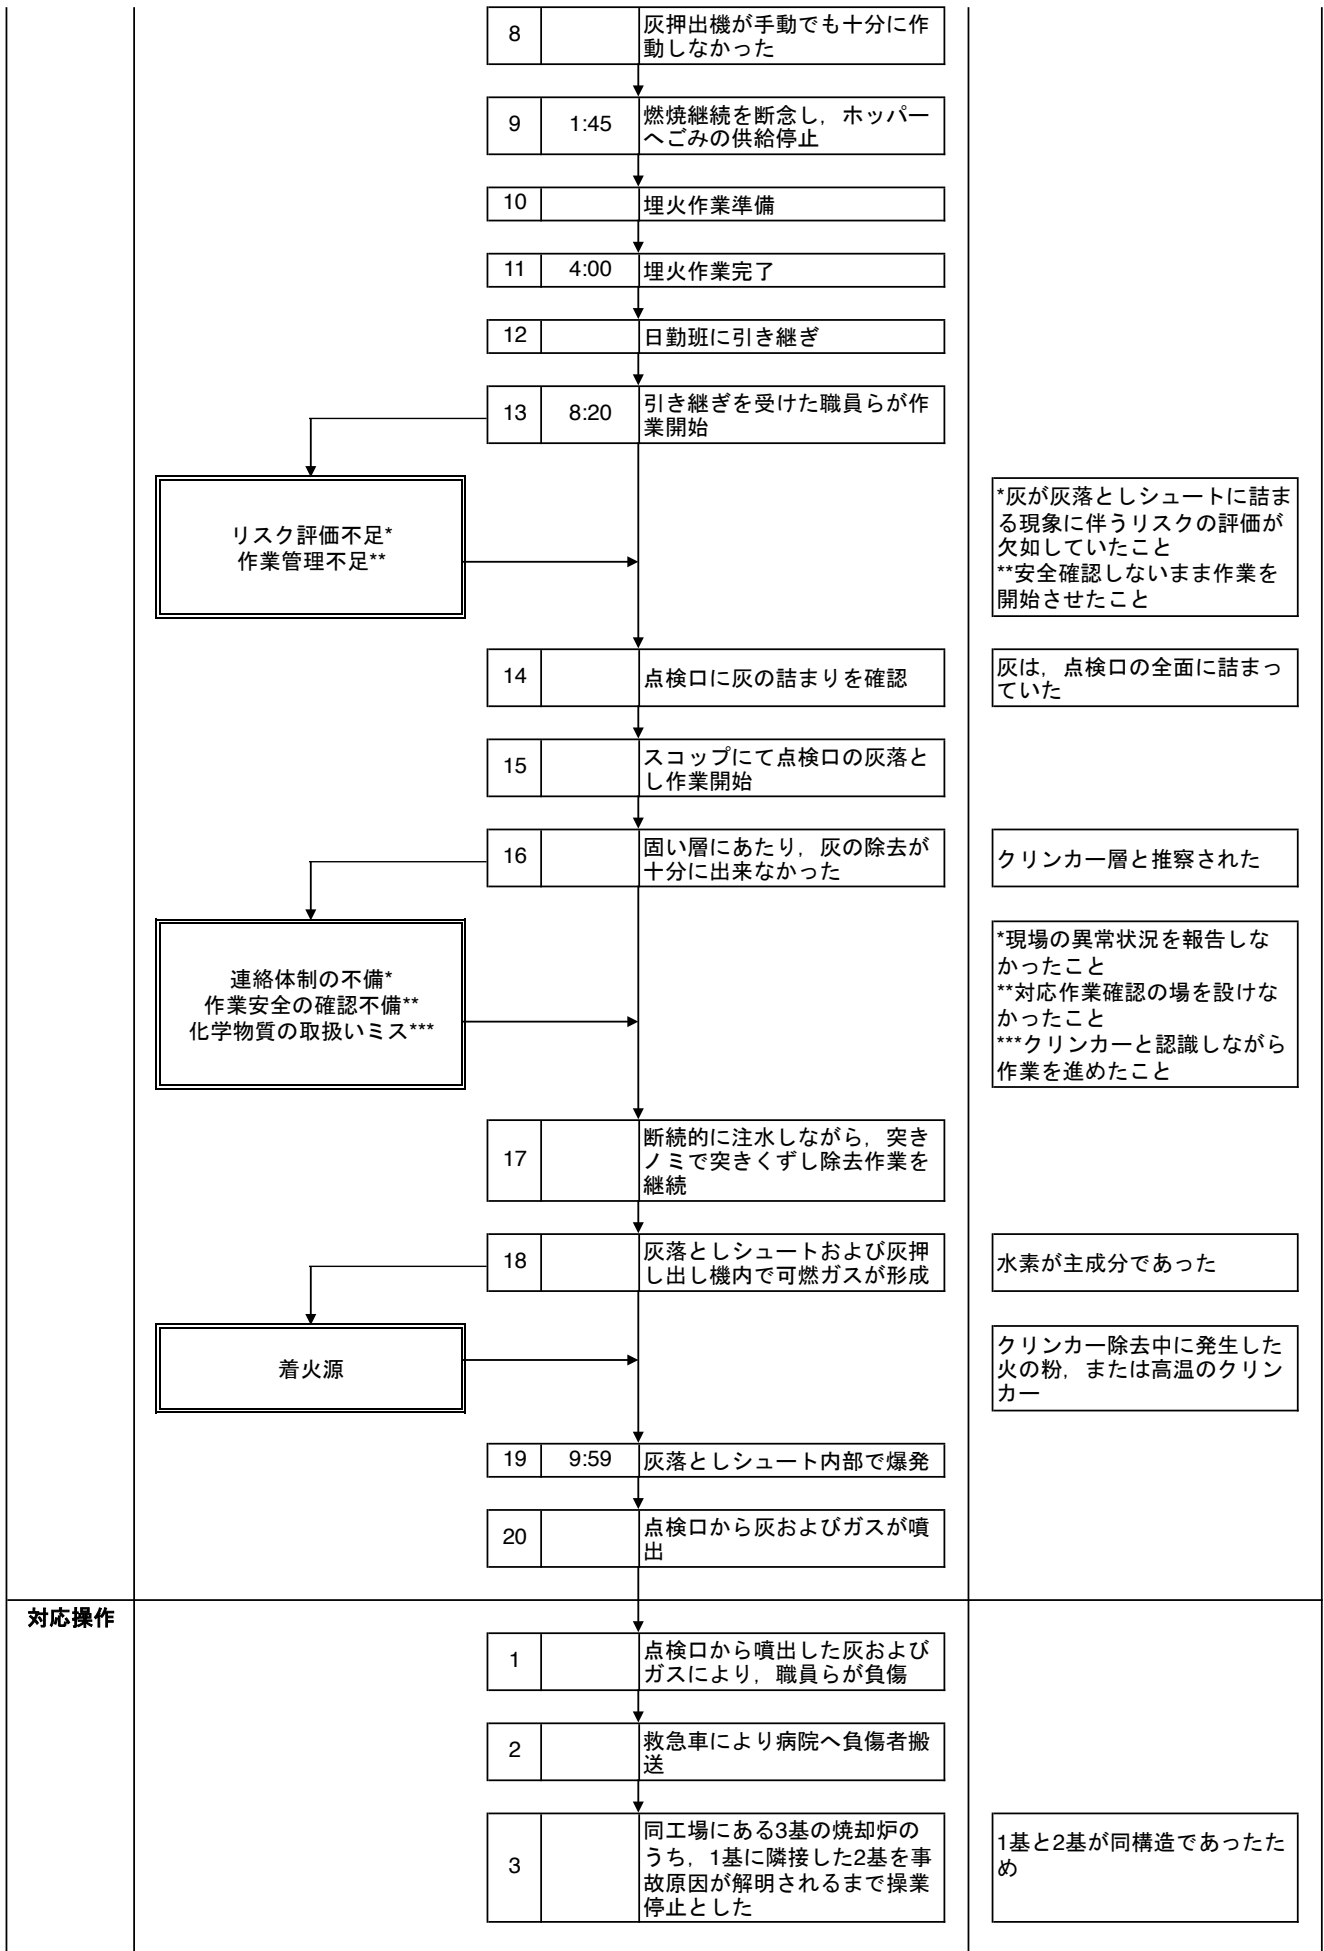 8
灰押出機が手動でも十分に作
動しなかった
9
1:45
燃焼継続を断念し，ホッパー
へごみの供給停止
10
埋火作業準備
11
4:00
埋火作業完了
12
日勤班に引き継ぎ
13
8:20
引き継ぎを受けた職員らが作
業開始
リスク評価不足*
作業管理不足**
*灰が灰落としシュートに詰ま
る現象に伴うリスクの評価が
欠如していたこと
**安全確認しないまま作業を
開始させたこと
14
点検口に灰の詰まりを確認
灰は，点検口の全面に詰まっ
ていた
15
スコップにて点検口の灰落と
し作業開始
16
固い層にあたり，灰の除去が
十分に出来なかった
クリンカー層と推察された
連絡体制の不備*
作業安全の確認不備**
化学物質の取扱いミス***
*現場の異常状況を報告しな
かったこと
**対応作業確認の場を設けな
かったこと
***クリンカーと認識しながら
作業を進めたこと
17
断続的に注水しながら，突き
ノミで突きくずし除去作業を
継続
18
灰落としシュートおよび灰押
し出し機内で可燃ガスが形成
水素が主成分であった
着火源
クリンカー除去中に発生した
火の粉，または高温のクリン
カー
19
9:59
灰落としシュート内部で爆発
20
点検口から灰およびガスが噴
出
対応操作
1
点検口から噴出した灰および
ガスにより，職員らが負傷
2
救急車により病院へ負傷者搬
送
3
同工場にある3基の焼却炉の
うち，1基に隣接した2基を事
故原因が解明されるまで操業
停止とした
1基と2基が同構造であったた
め